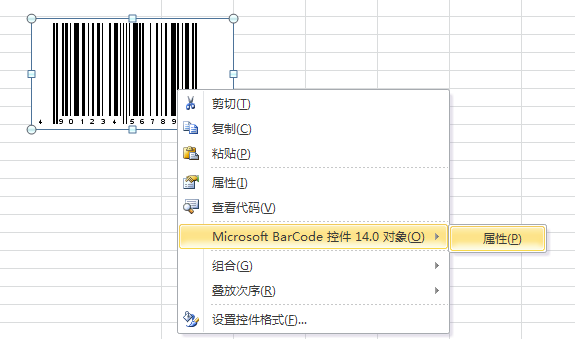 4 901234 56789
剪切(T)
复制(C)
粘贴(P)
属性(I)
查看代码(V)
Microsoft BarCode 控件 14.0 对象(O)
属性(P)
组合(G)
叠放次序(R)
设置控件格式(F)...